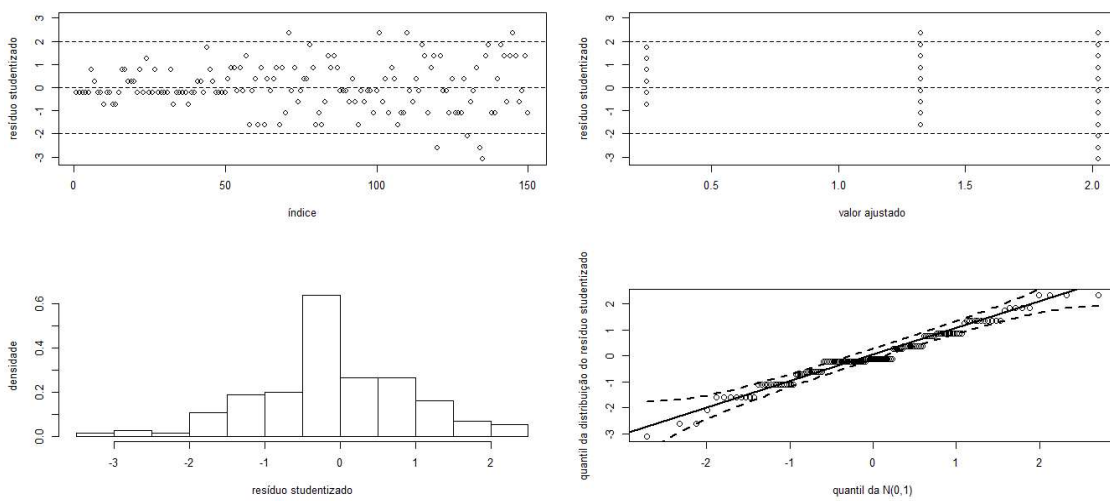 resíduo studentizado
3
2
1
0
-1
-2
-3
0 50 100 150
índice
resíduo studentizado
3
2
1
0
-1
-2
-3
0.5 1.0 1.5 2.0
valor ajustado
densidade
0.6
0.4
0.2
0.0
-3 -2 -1 0 1 2
resíduo studentizado
quantil da distribuição do resíduo studentizado
2
1
0
-1
-2
-3
-2 -1 0 1 2
quantil da N(0,1)